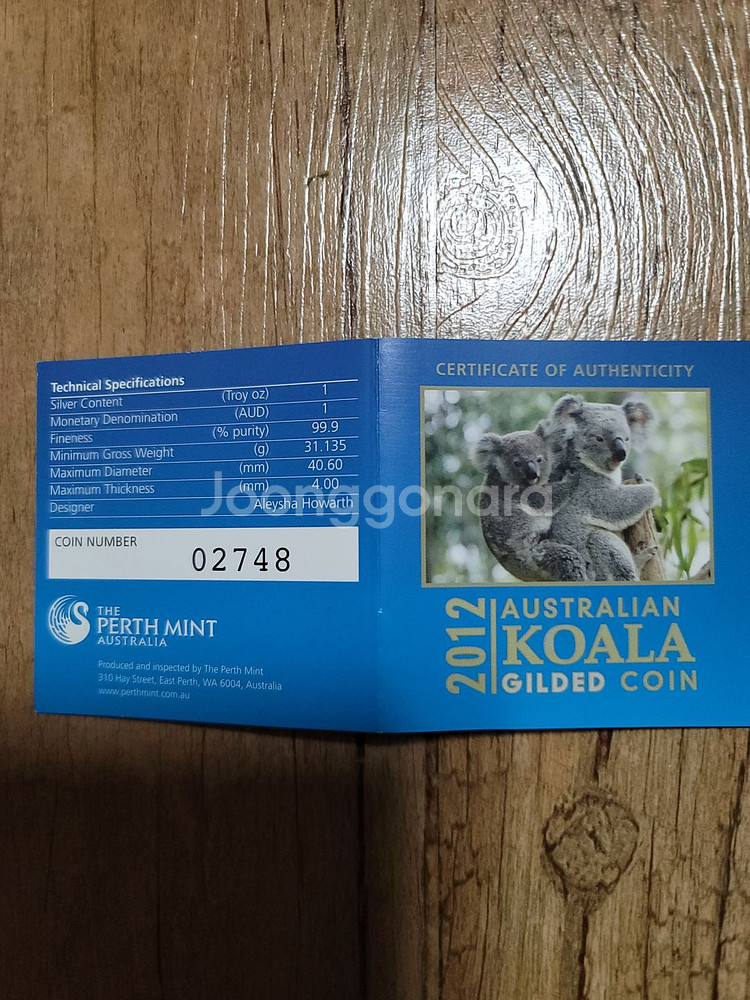 Technical Specifications
Silver Content (Troy oz) 1
Monetary Denomination (AUD) 1
Fineness (% purity) 99.9
Minimum Gross Weight (g) 31.135
Maximum Diameter (mm) 40.60
Maximum Thickness (mm) 4.00
Designer Aleysha Howarth
COIN NUMBER
02748
THE
PERTH MINT
AUSTRALIA
Produced and inspected by The Perth Mint
310 Hay Street, East Perth, WA 6004, Australia
www.perthmint.com.au
CERTIFICATE OF AUTHENTICITY
2012
AUSTRALIAN
KOALA
GILDED COIN
Joonggonara